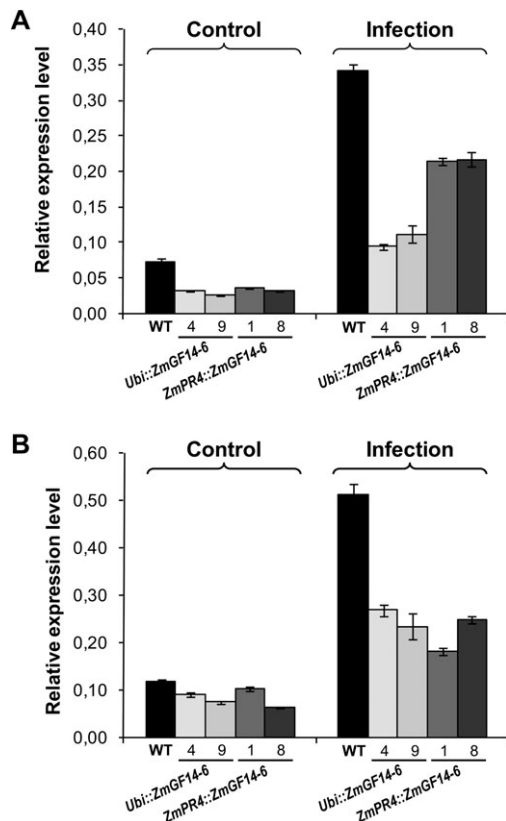 A
Control
Infection
Relative expression level
0,40
0,35
0,30
0,25
0,20
0,15
0,10
0,05
0,00
WT 4 9 1 8 WT 4 9 1 8
Ubi::ZmGF14-6 ZmPR4::ZmGF14-6 Ubi::ZmGF14-6 ZmPR4::ZmGF14-6
B
Control
Infection
Relative expression level
0,60
0,50
0,40
0,30
0,20
0,10
0,00
WT 4 9 1 8 WT 4 9 1 8
Ubi::ZmGF14-6 ZmPR4::ZmGF14-6 Ubi::ZmGF14-6 ZmPR4::ZmGF14-6